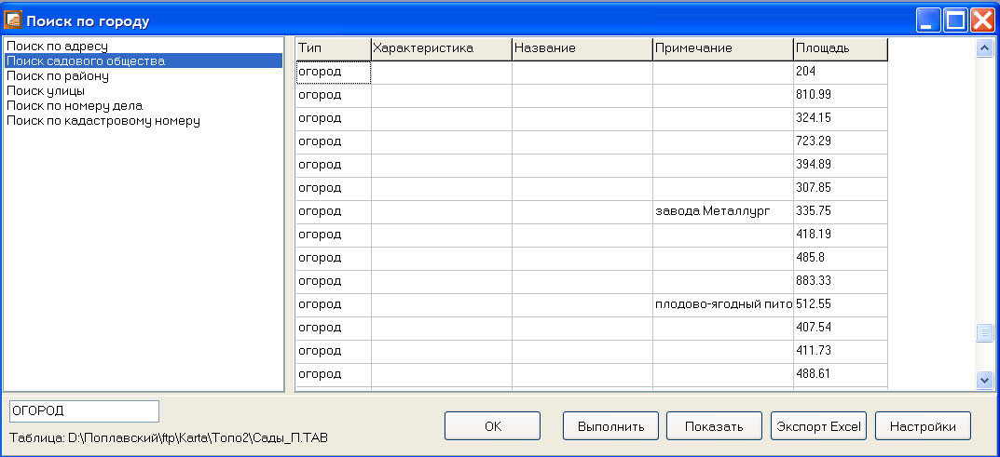 Поиск по городу
Поиск по адресу
Поиск садового общества
Поиск по району
Поиск улицы
Поиск по номеру дела
Поиск по кадастровому номеру
Тип Характеристика Название Примечание Площадь
огород 204
огород 810.99
огород 324.15
огород 723.29
огород 394.89
огород 307.85
огород завода Металлург 335.75
огород 418.19
огород 485.8
огород 883.33
огород плодово-ягодный пито 512.55
огород 407.54
огород 411.73
огород 488.61
ОГОРОД
Таблица: D:\Поплавский\ftp\Karta\Топо2\Сады_П.TAB
ОК Выполнить Показать Экспорт Excel Настройки